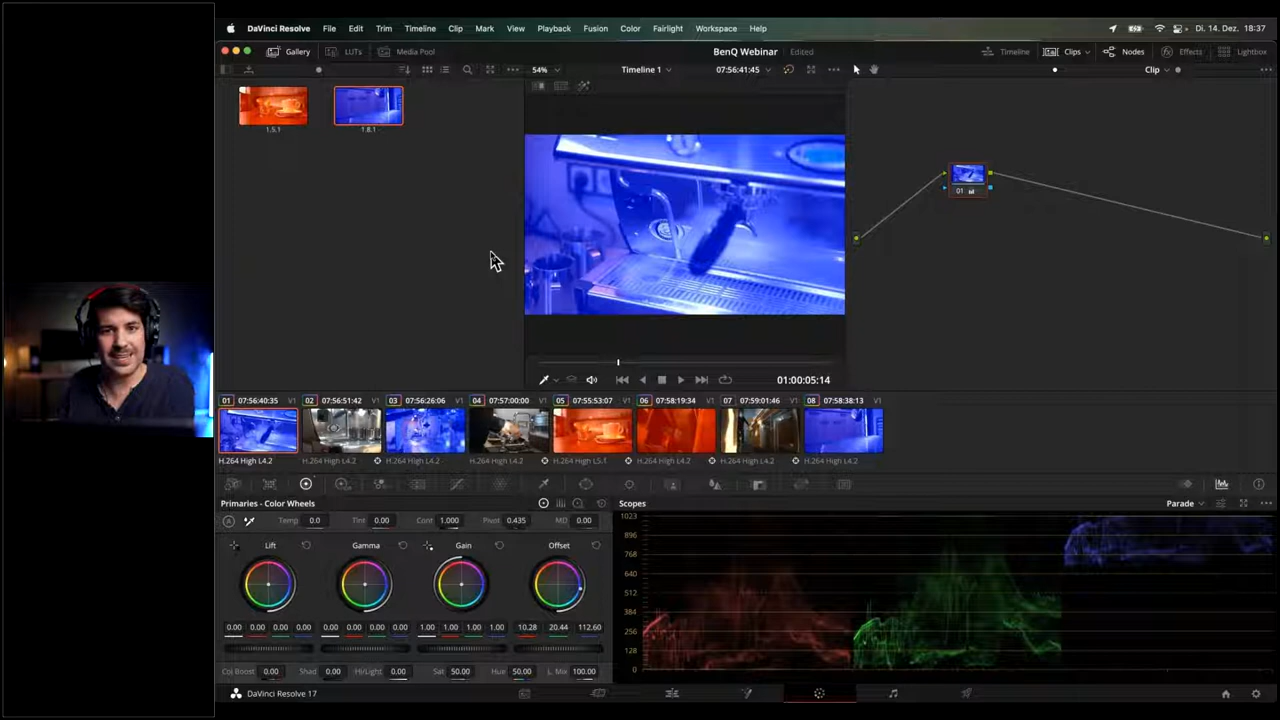 DaVinci Resolve File Edit Trim Timeline Clip Mark View Playback Fusion Color Fairlight Workspace Help Di. 14. Dez. 18:37
Gallery LUTs Media Pool BenQ Webinar Edited Timeline Clips Nodes Effects Lightbox
54% Timeline 1 07:56:41:45 Clip
1.5.1 1.8.1
01
01:00:05:14
01 07:56:40:35 V1 02 07:56:51:42 V1 03 07:56:26:06 V1 04 07:57:00:00 V1 05 07:55:53:07 V1 06 07:58:19:34 V1 07 07:59:01:46 V1 08 07:58:38:13 V1
H.264 High L4.2 H.264 High L4.2 H.264 High L4.2 H.264 High L4.2 H.264 High L5.1 H.264 High L4.2 H.264 High L4.2 H.264 High L4.2
Primaries - Color Wheels Scopes Parade
A Temp 0.0 Tint 0.00 Cont 1.000 Pivot 0.435 MD 0.00
Lift Gamma Gain Offset
0.00 0.00 0.00 0.00 0.00 0.00 0.00 0.00 1.00 1.00 1.00 1.00 10.28 20.44 112.60
Col Boost 0.00 Shad 0.00 Hi/Light 0.00 Sat 50.00 Hue 50.00 L. Mix 100.00
1023
896
768
640
512
384
256
128
0
DaVinci Resolve 17